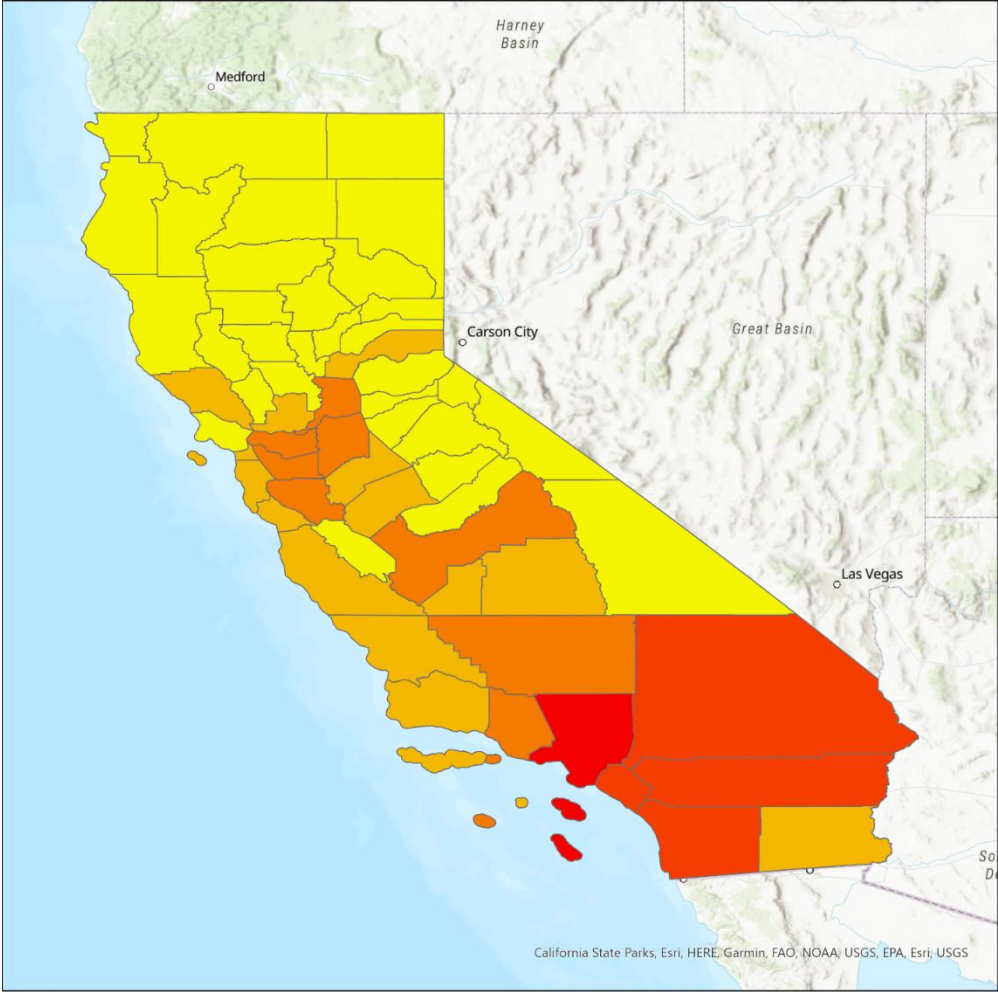 Harney
Basin
Medford
Carson City
Great Basin
Las Vegas
California State Parks, Esri, HERE, Garmin, FAO, NOAA, USGS, EPA, Esri, USGS